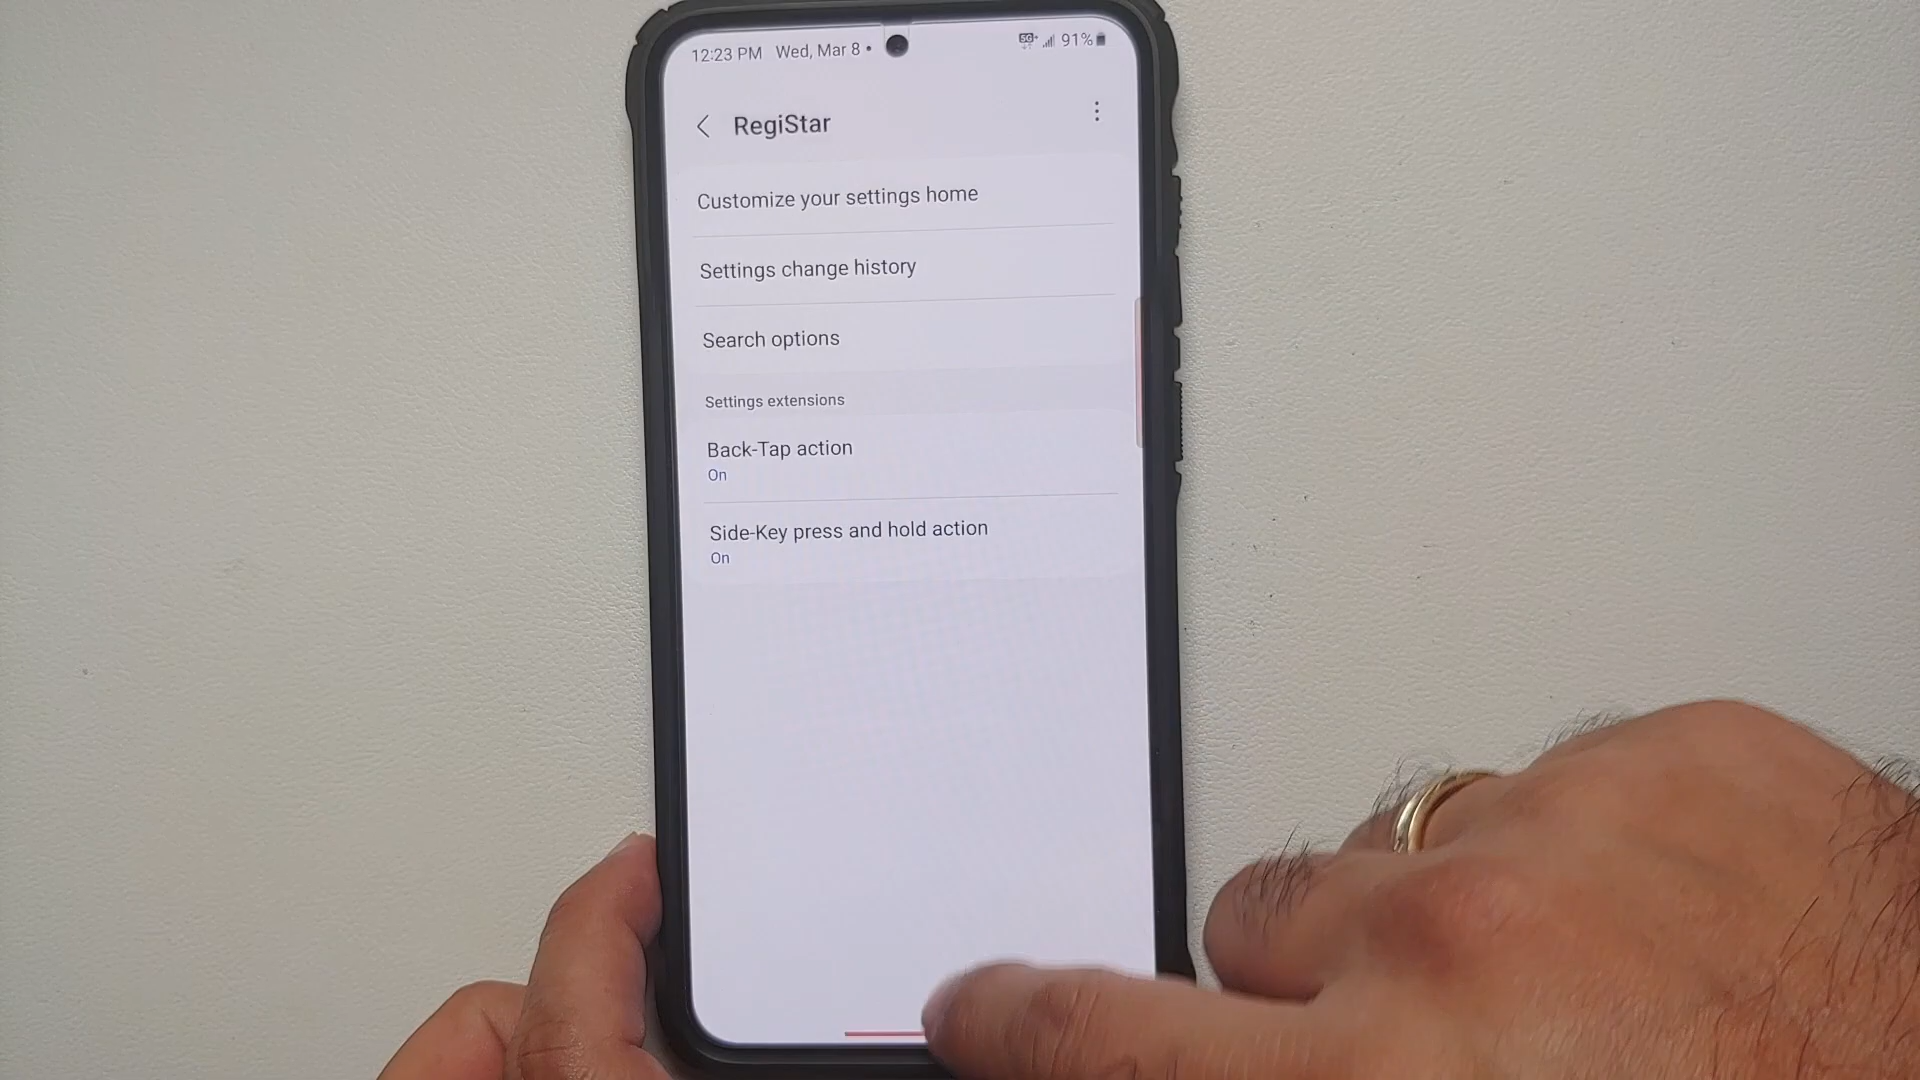 12:23 PM Wed, Mar 8 •
5G+ 91%
RegiStar
Customize your settings home
Settings change history
Search options
Settings extensions
Back-Tap action
On
Side-Key press and hold action
On